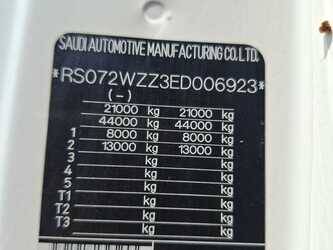 SAUDI AUTOMOTIVE MANUFACTURING CO.LTD.
*RS072WZZ3ED006923*
(-)
21000 kg 21000 kg
44000 kg 44000 kg
1 8000 kg 8000 kg
2 13000 kg 13000 kg
3 kg kg
4 kg kg
5 kg kg
T1 kg kg
T2 kg kg
T3 kg kg